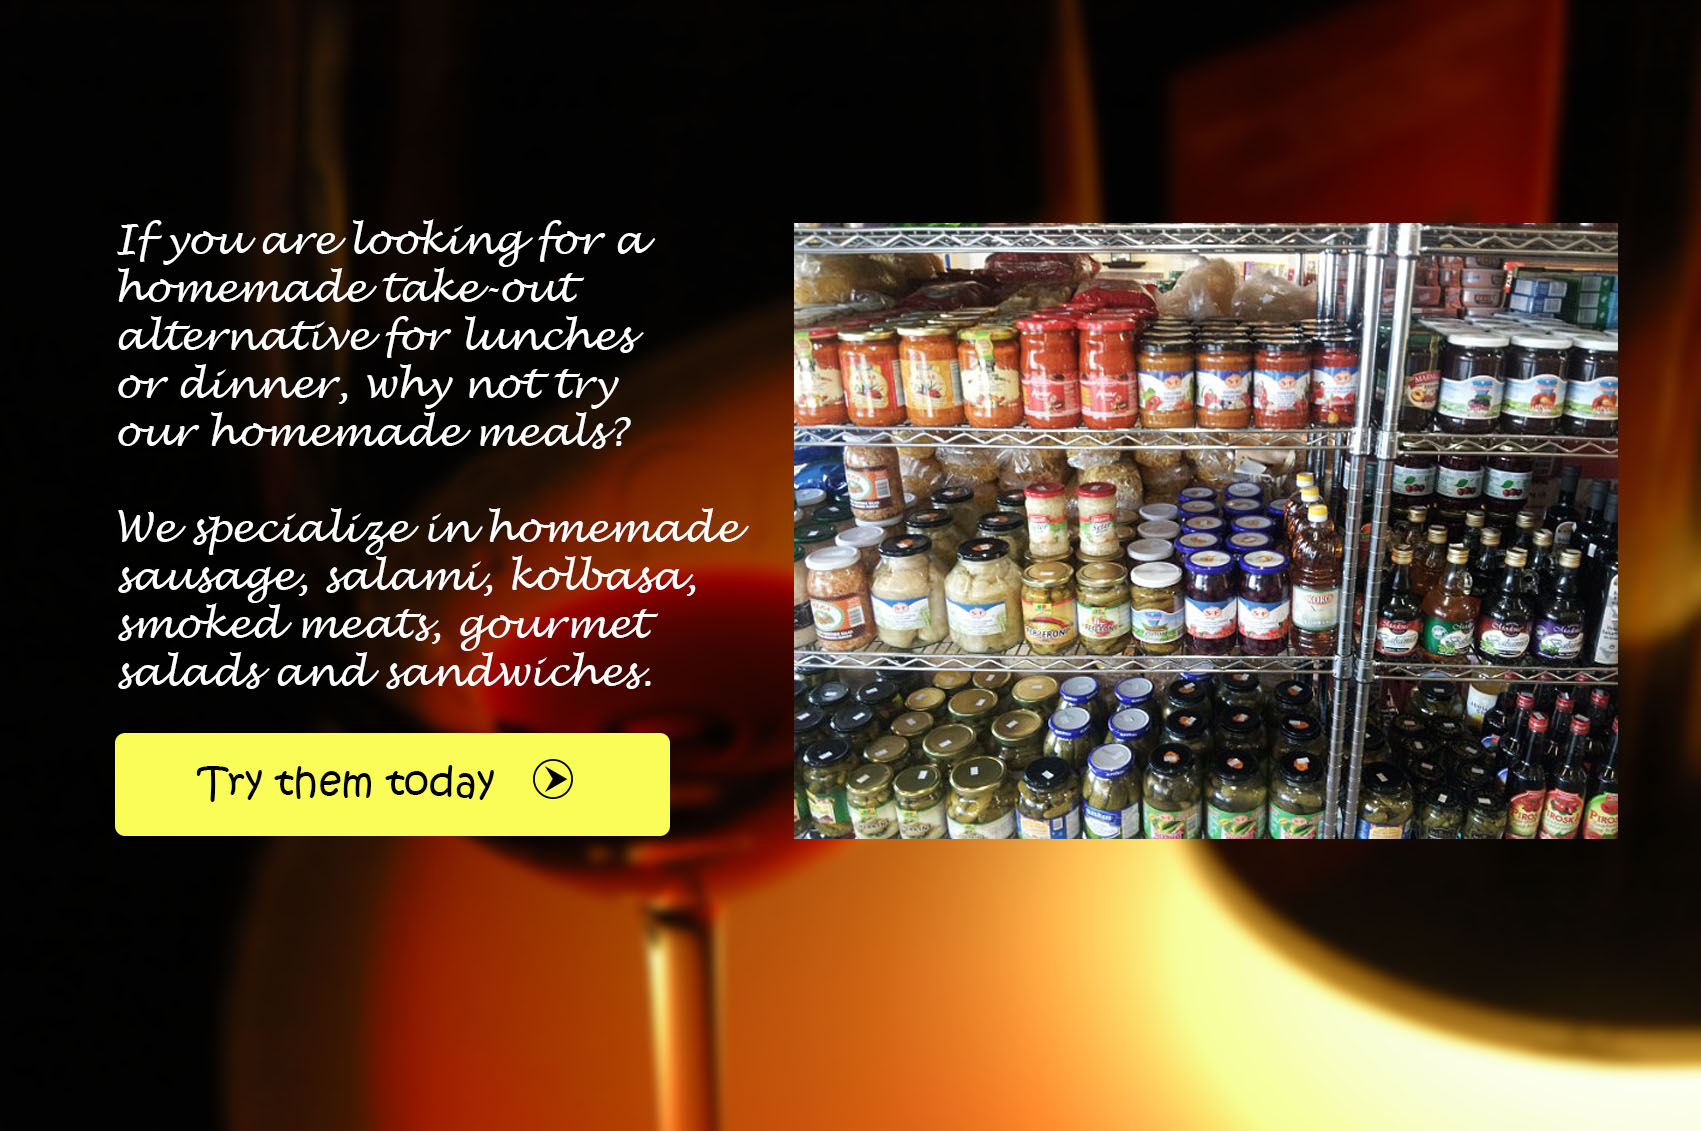 If you are looking for a
homemade take-out
alternative for lunches
or dinner, why not try
our homemade meals?
We specialize in homemade
sausage, salami, kolbasa,
smoked meats, gourmet
salads and sandwiches.
Try them today